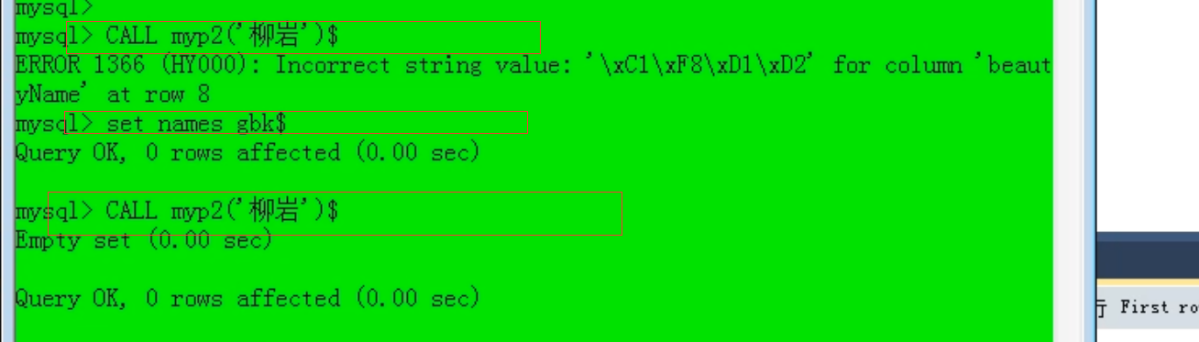 mysql>
mysql> CALL myp2('柳岩')$
ERROR 1366 (HY000): Incorrect string value: '\xC1\xF8\xD1\xD2' for column 'beaut
yName' at row 8
mysql> set names gbk$
Query OK, 0 rows affected (0.00 sec)
mysql> CALL myp2('柳岩')$
Empty set (0.00 sec)
Query OK, 0 rows affected (0.00 sec)
行 First ro